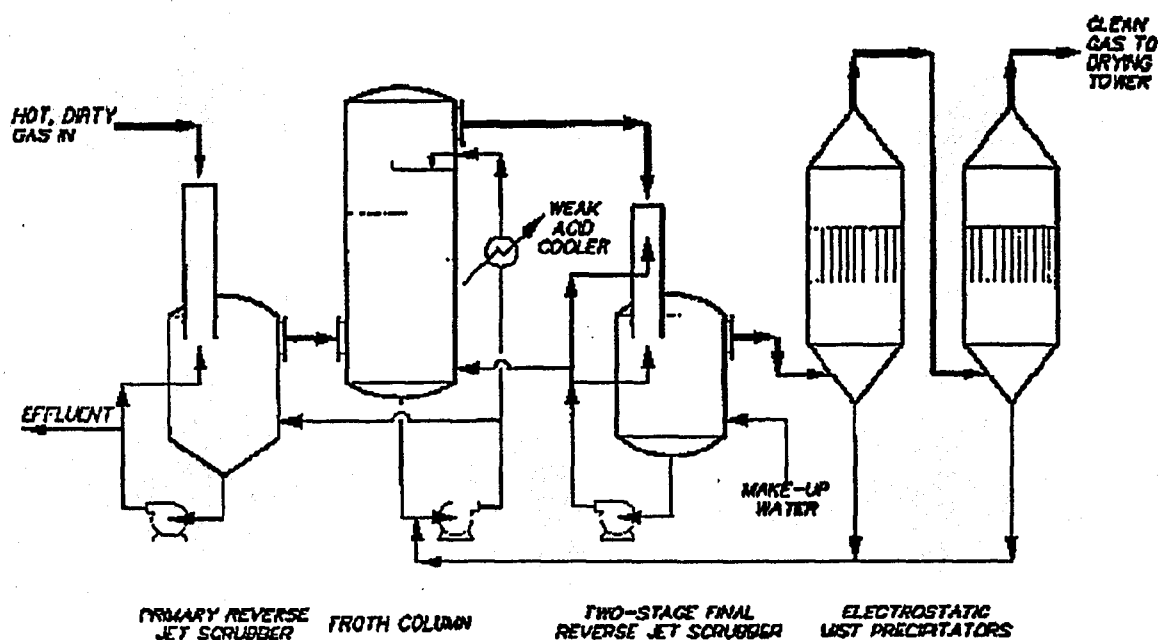 CLEAN
GAS TO
DRYING
TOWER
HOT, DIRTY
GAS IN
WEAK
ACID
COOLER
EFFLUENT
MAKE-UP
WATER
PRIMARY REVERSE
JET SCRUBBER
FROTH COLUMN
TWO-STAGE FINAL
REVERSE JET SCRUBBER
ELECTROSTATIC
MIST PRECIPITATORS